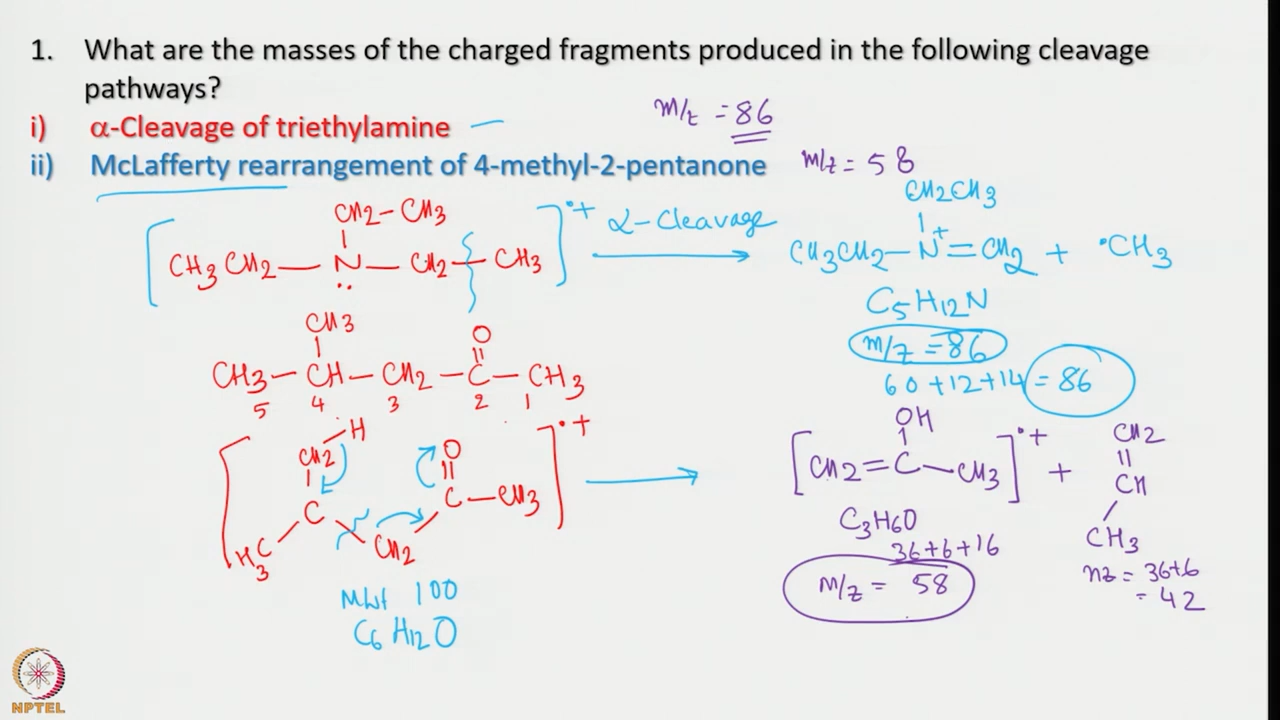 1. What are the masses of the charged fragments produced in the following cleavage
pathways?
m/z = 86
i) α-Cleavage of triethylamine
ii) McLafferty rearrangement of 4-methyl-2-pentanone m/z = 58
CH2-CH3
CH3CH2-N-CH2-CH3
•+
α-Cleavage
CH2CH3
CH3CH2-N+=CH2 + •CH3
C5H12N
m/z = 86
60+12+14 = 86
CH3
O
CH3-CH-CH2-C-CH3
5 4 3 2 1
H
CH2
O
•+
C
C-CH3
H3C
CH2
Mwt 100
C6H12O
OH
[CH2=C-CH3]•+ +
CH2
CH
CH3
C3H6O
36+6+16
m/z = 58
mz = 36+6
= 42
NPTEL